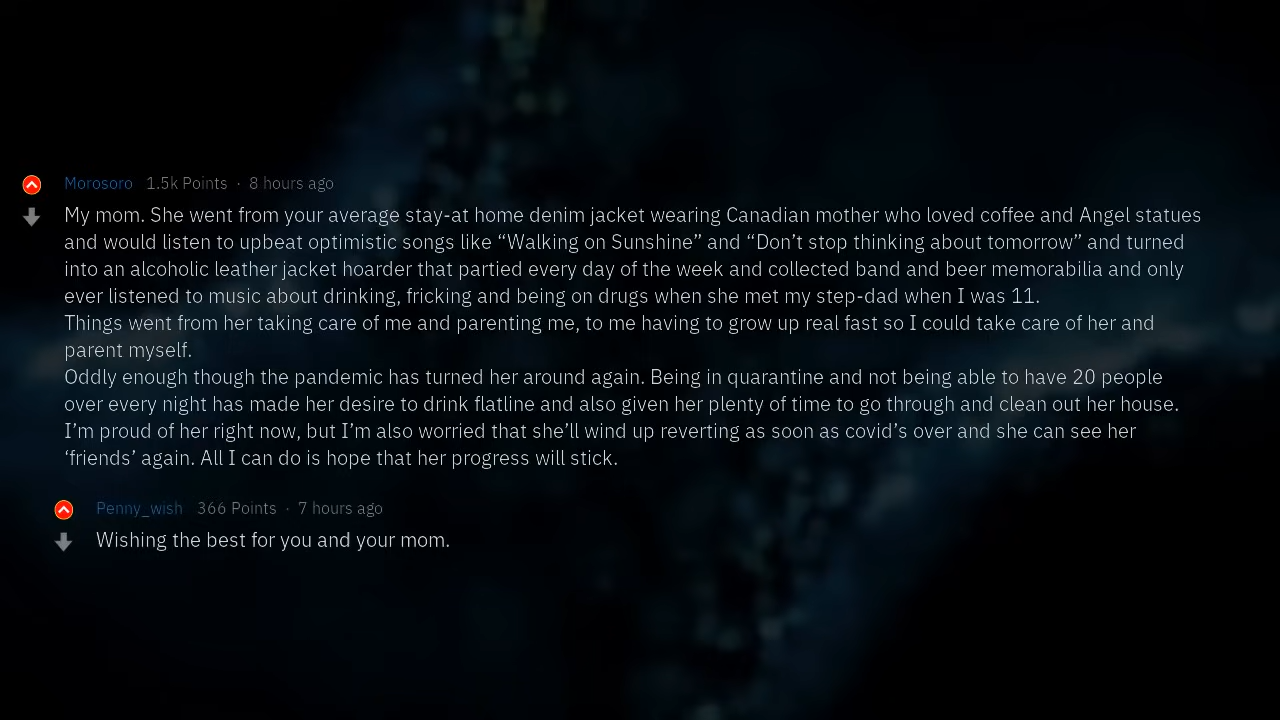 Morosoro 1.5k Points · 8 hours ago
My mom. She went from your average stay-at home denim jacket wearing Canadian mother who loved coffee and Angel statues
and would listen to upbeat optimistic songs like “Walking on Sunshine” and “Don’t stop thinking about tomorrow” and turned
into an alcoholic leather jacket hoarder that partied every day of the week and collected band and beer memorabilia and only
ever listened to music about drinking, fricking and being on drugs when she met my step-dad when I was 11.
Things went from her taking care of me and parenting me, to me having to grow up real fast so I could take care of her and
parent myself.
Oddly enough though the pandemic has turned her around again. Being in quarantine and not being able to have 20 people
over every night has made her desire to drink flatline and also given her plenty of time to go through and clean out her house.
I’m proud of her right now, but I’m also worried that she’ll wind up reverting as soon as covid’s over and she can see her
‘friends’ again. All I can do is hope that her progress will stick.
Penny_wish 366 Points · 7 hours ago
Wishing the best for you and your mom.